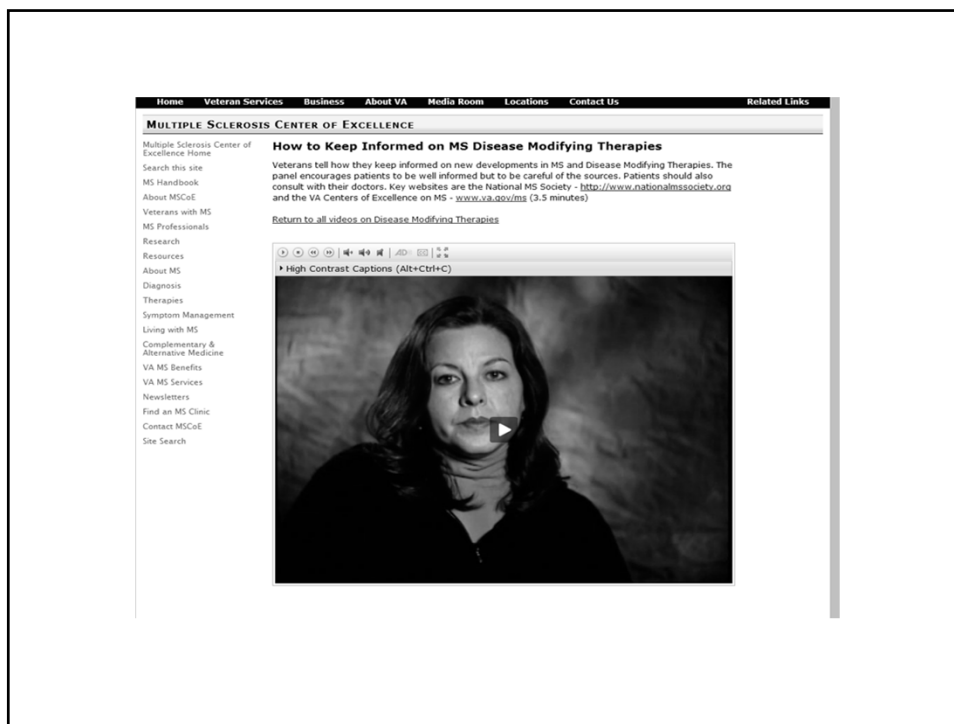 Home Veteran Services Business About VA Media Room Locations Contact Us Related Links
MULTIPLE SCLEROSIS CENTER OF EXCELLENCE
Multiple Sclerosis Center of
Excellence Home
Search this site
MS Handbook
About MSCoE
Veterans with MS
MS Professionals
Research
Resources
About MS
Diagnosis
Therapies
Symptom Management
Living with MS
Complementary &
Alternative Medicine
VA MS Benefits
VA MS Services
Newsletters
Find an MS Clinic
Contact MSCoE
Site Search
How to Keep Informed on MS Disease Modifying Therapies
Veterans tell how they keep informed on new developments in MS and Disease Modifying Therapies. The
panel encourages patients to be well informed but to be careful of the sources. Patients should also
consult with their doctors. Key websites are the National MS Society - http://www.nationalmssociety.org
and the VA Centers of Excellence on MS - www.va.gov/ms (3.5 minutes)
Return to all videos on Disease Modifying Therapies
AD CC
High Contrast Captions (Alt+Ctrl+C)